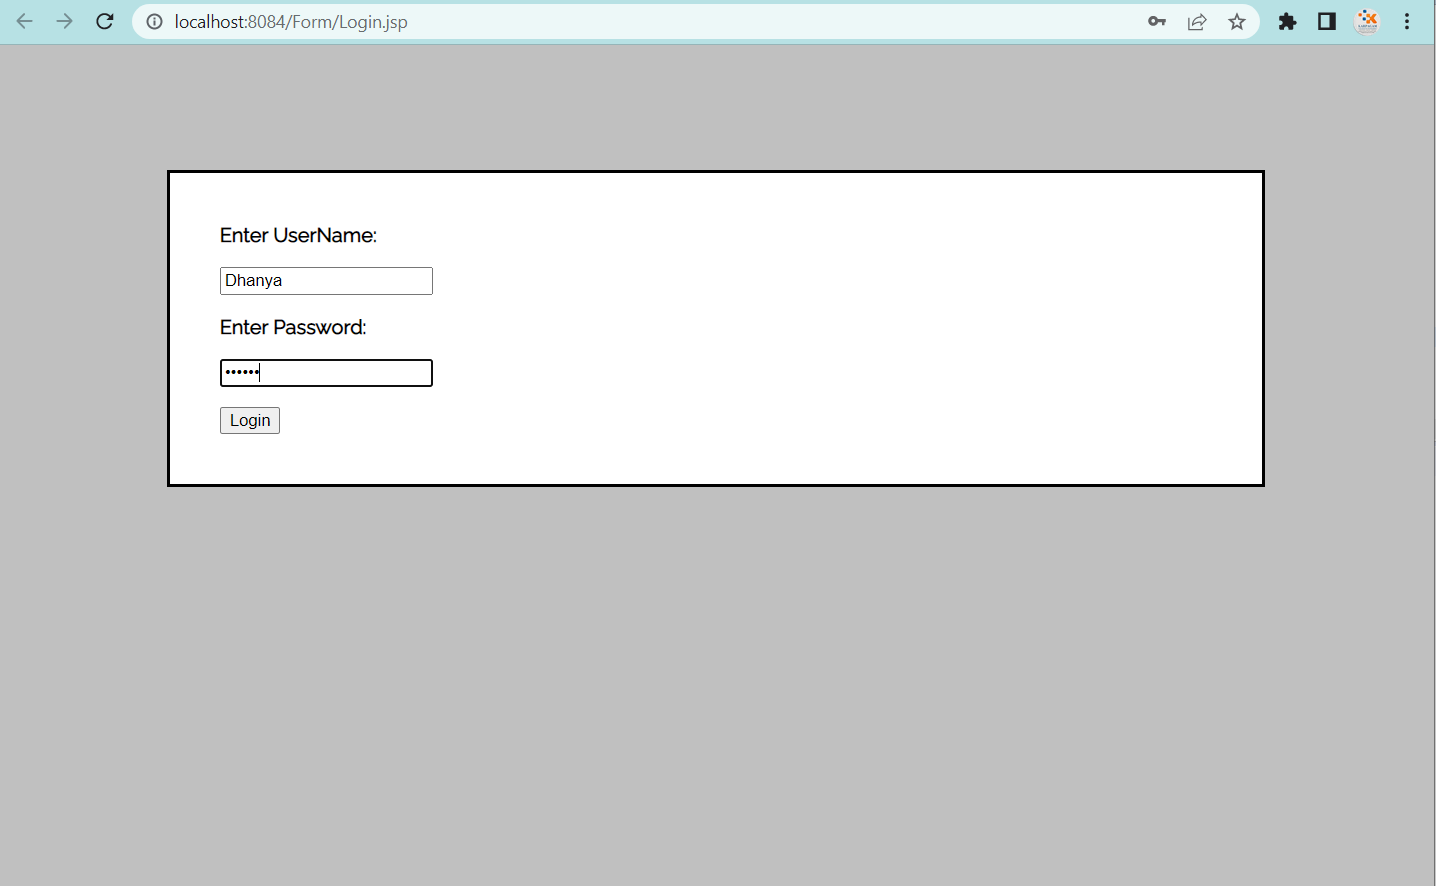 localhost:8084/Form/Login.jsp
Enter UserName:
Dhanya
Enter Password:
••••••
Login